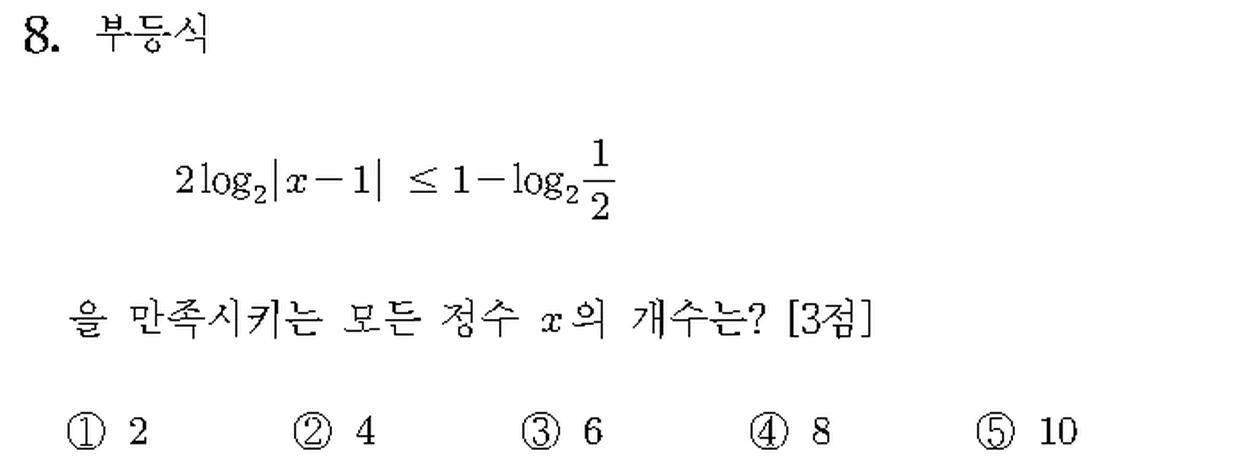 8. 부등식
2log₂|x−1| ≤ 1−log₂ 1/2
을 만족시키는 모든 정수 x의 개수는? [3점]
① 2 ② 4 ③ 6 ④ 8 ⑤ 10